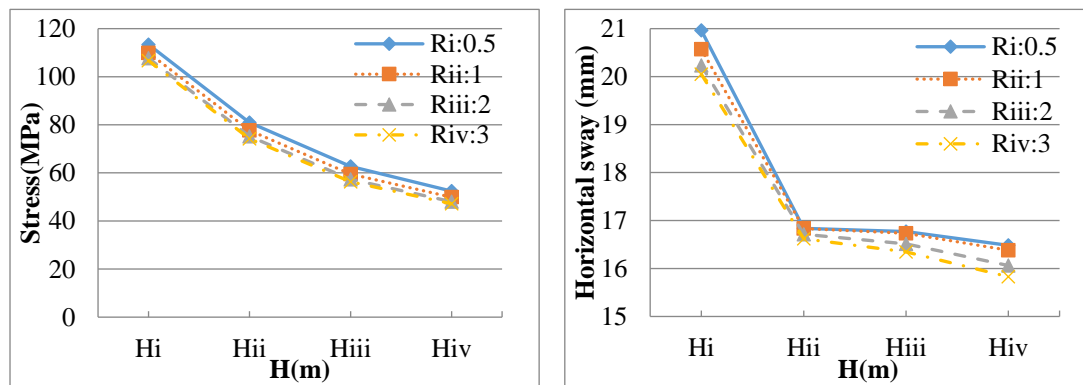 Stress(MPa)
120
100
80
60
40
20
0
Ri:0.5
Rii:1
Riii:2
Riv:3
Hi Hii Hiii Hiv
H(m)
Horizontal sway (mm)
21
20
19
18
17
16
15
Ri:0.5
Rii:1
Riii:2
Riv:3
Hi Hii Hiii Hiv
H(m)